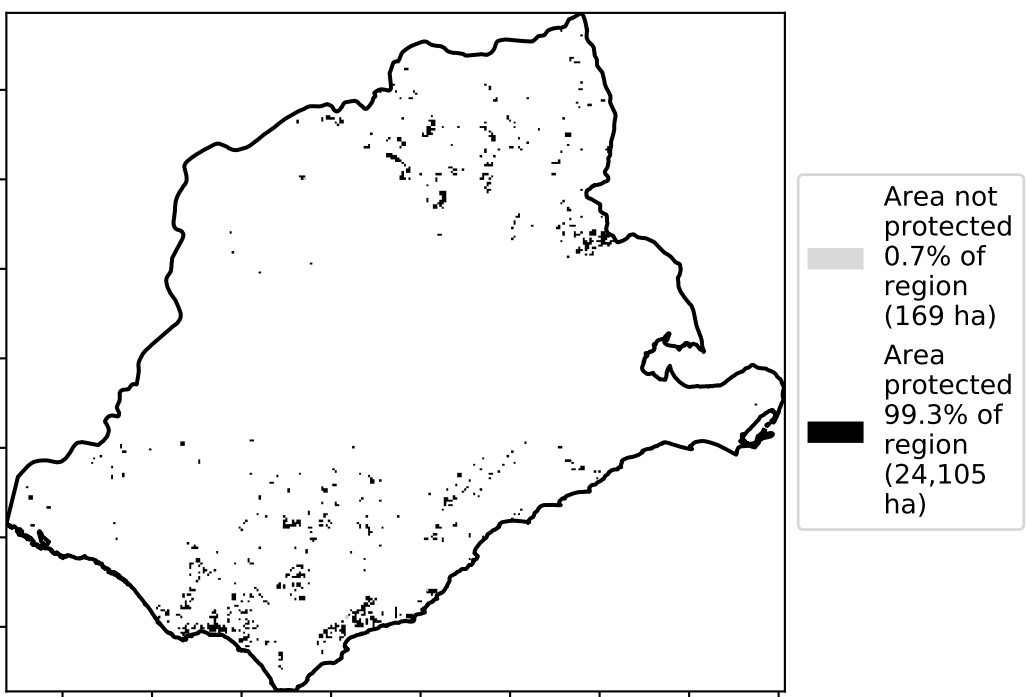 Area not
protected
0.7% of
region
(169 ha)
Area
protected
99.3% of
region
(24,105
ha)